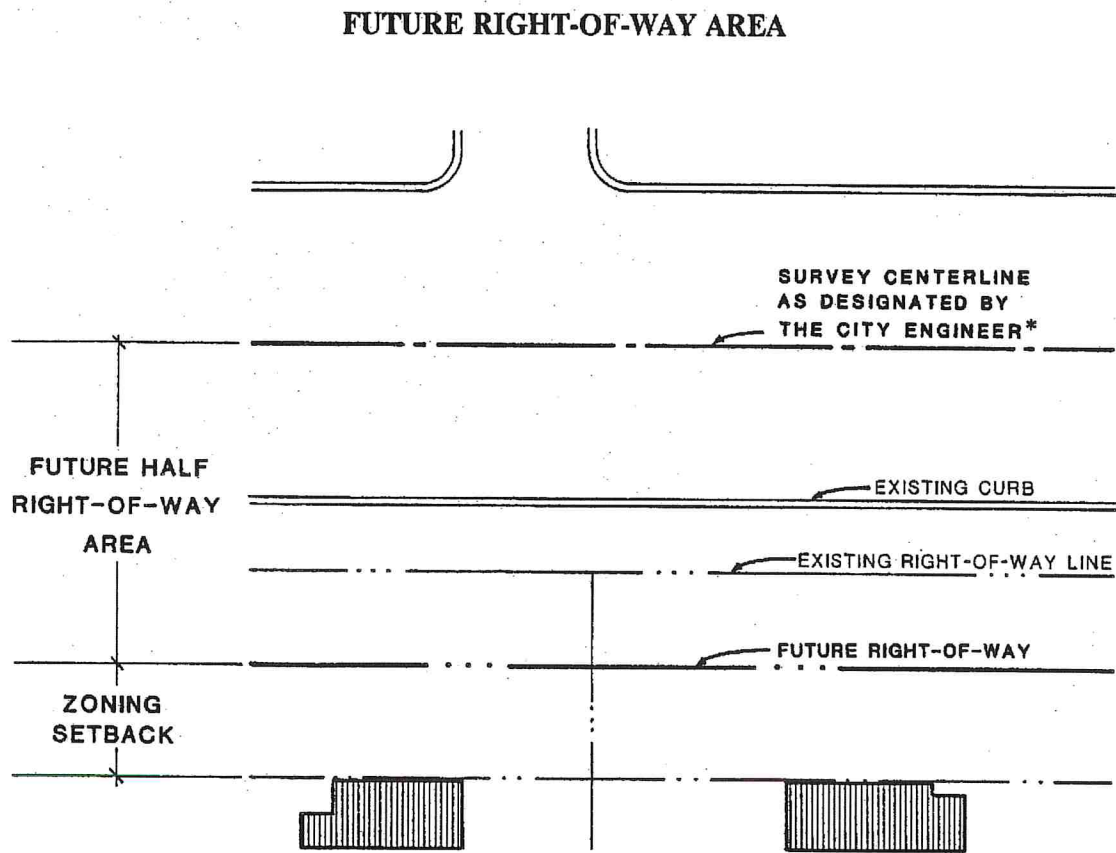 FUTURE RIGHT-OF-WAY AREA
SURVEY CENTERLINE
AS DESIGNATED BY
THE CITY ENGINEER*
FUTURE HALF
RIGHT-OF-WAY
AREA
EXISTING CURB
EXISTING RIGHT-OF-WAY LINE
FUTURE RIGHT-OF-WAY
ZONING
SETBACK